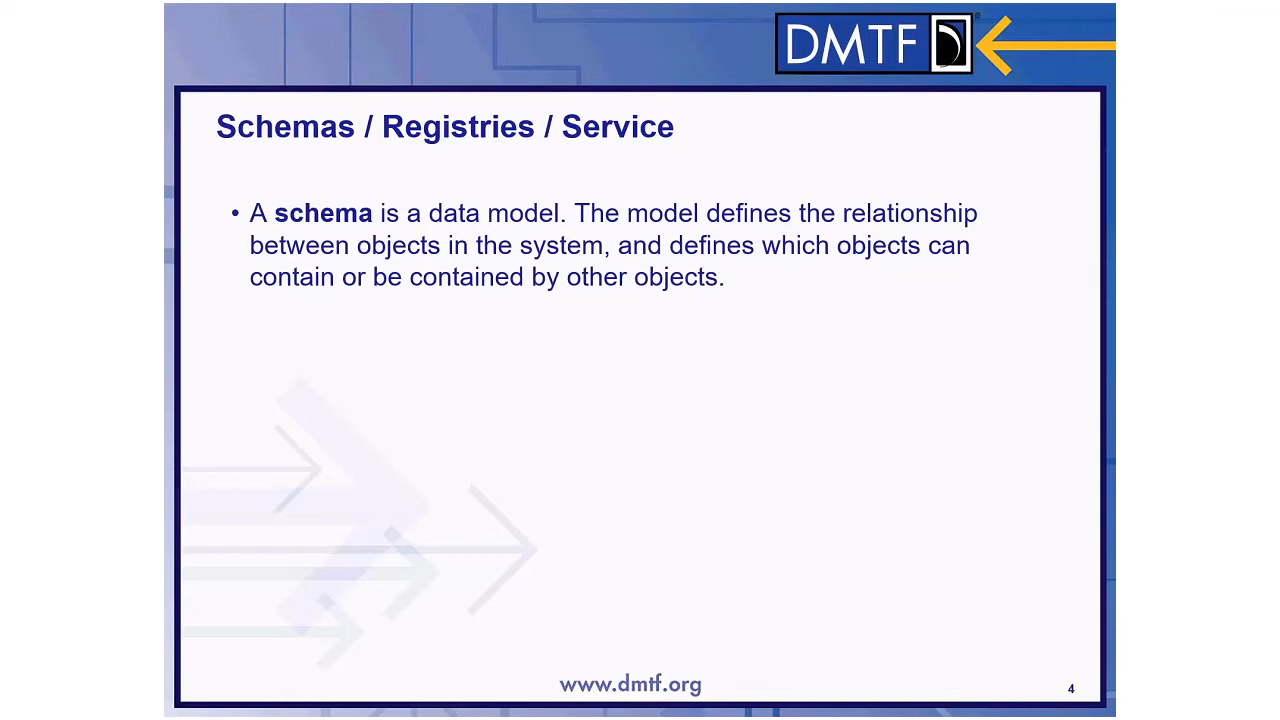 DMTF
Schemas / Registries / Service
• A schema is a data model. The model defines the relationship
between objects in the system, and defines which objects can
contain or be contained by other objects.
www.dmtf.org
4